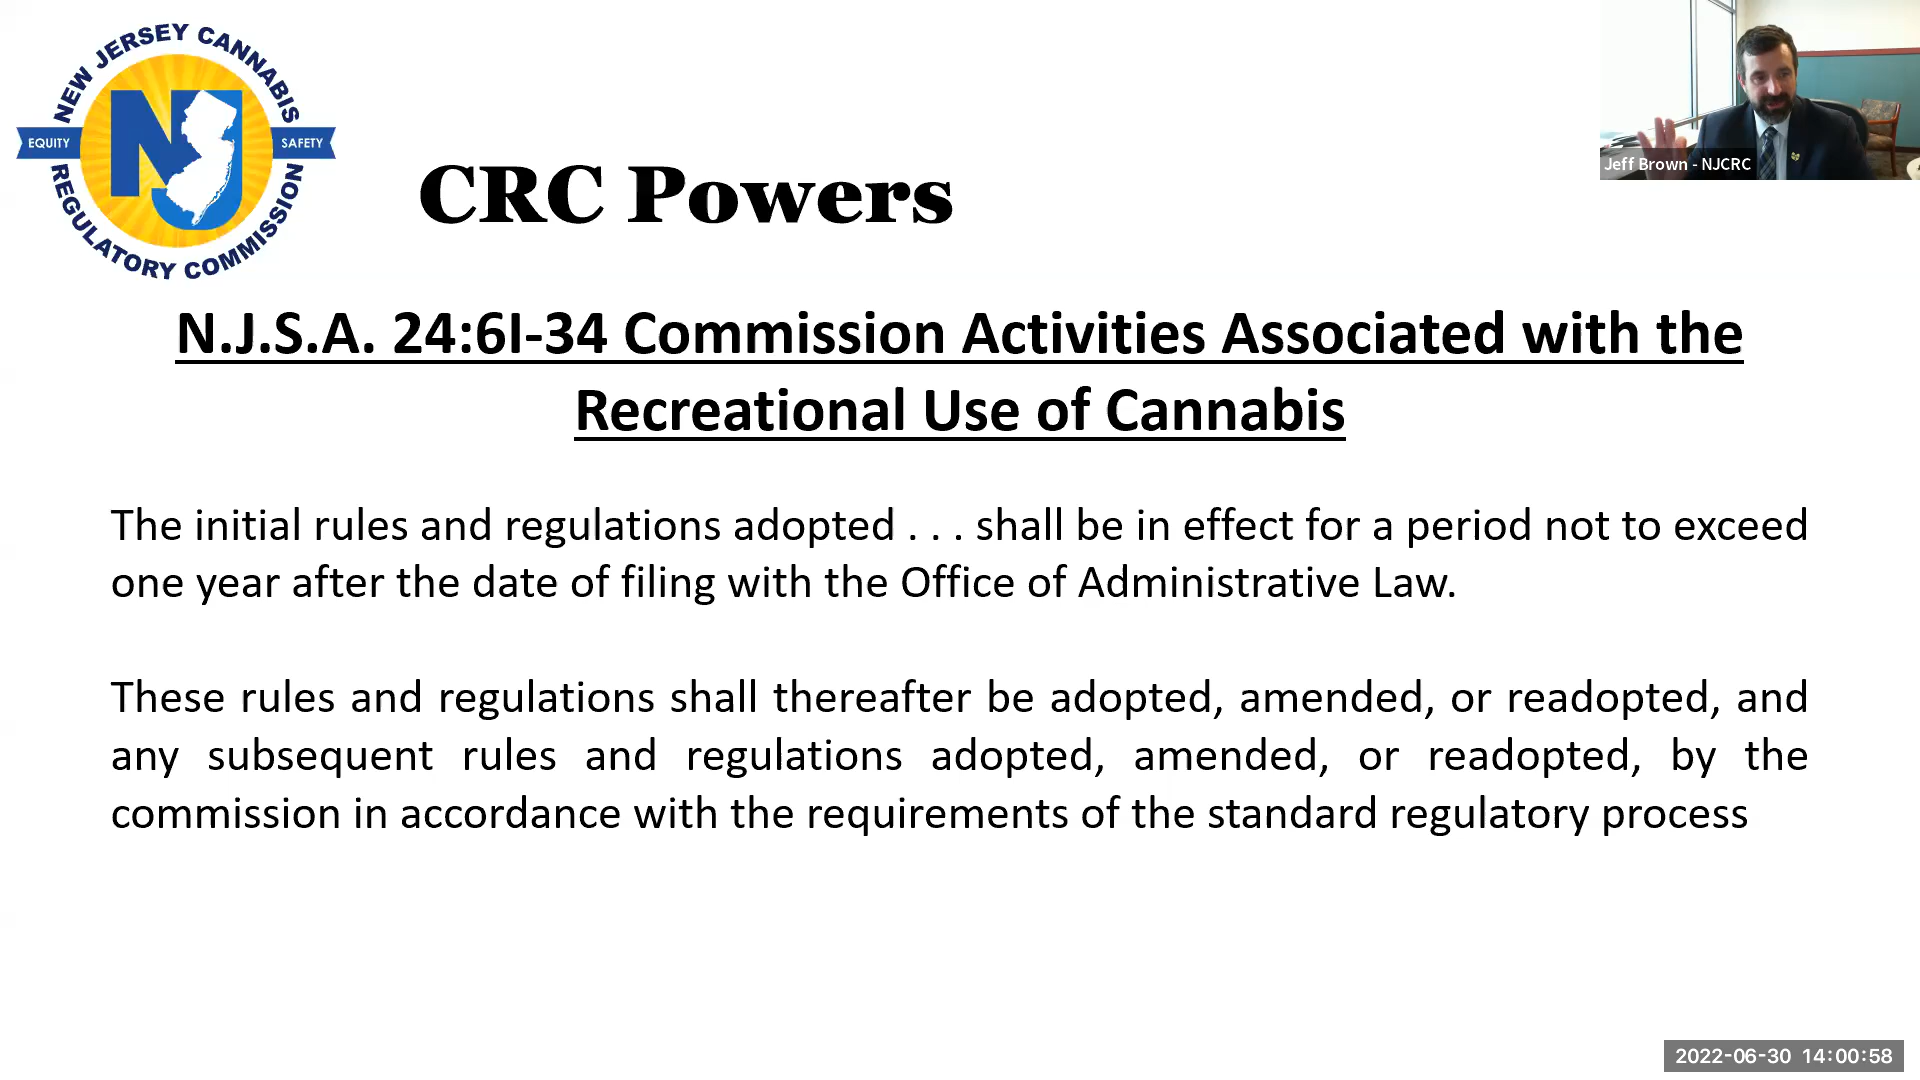 NEW JERSEY CANNABIS
EQUITY
SAFETY
NJ
REGULATORY COMMISSION
Jeff Brown - NJCRC
CRC Powers
N.J.S.A. 24:6I-34 Commission Activities Associated with the
Recreational Use of Cannabis
The initial rules and regulations adopted . . . shall be in effect for a period not to exceed
one year after the date of filing with the Office of Administrative Law.
These rules and regulations shall thereafter be adopted, amended, or readopted, and
any subsequent rules and regulations adopted, amended, or readopted, by the
commission in accordance with the requirements of the standard regulatory process
2022-06-30 14:00:58